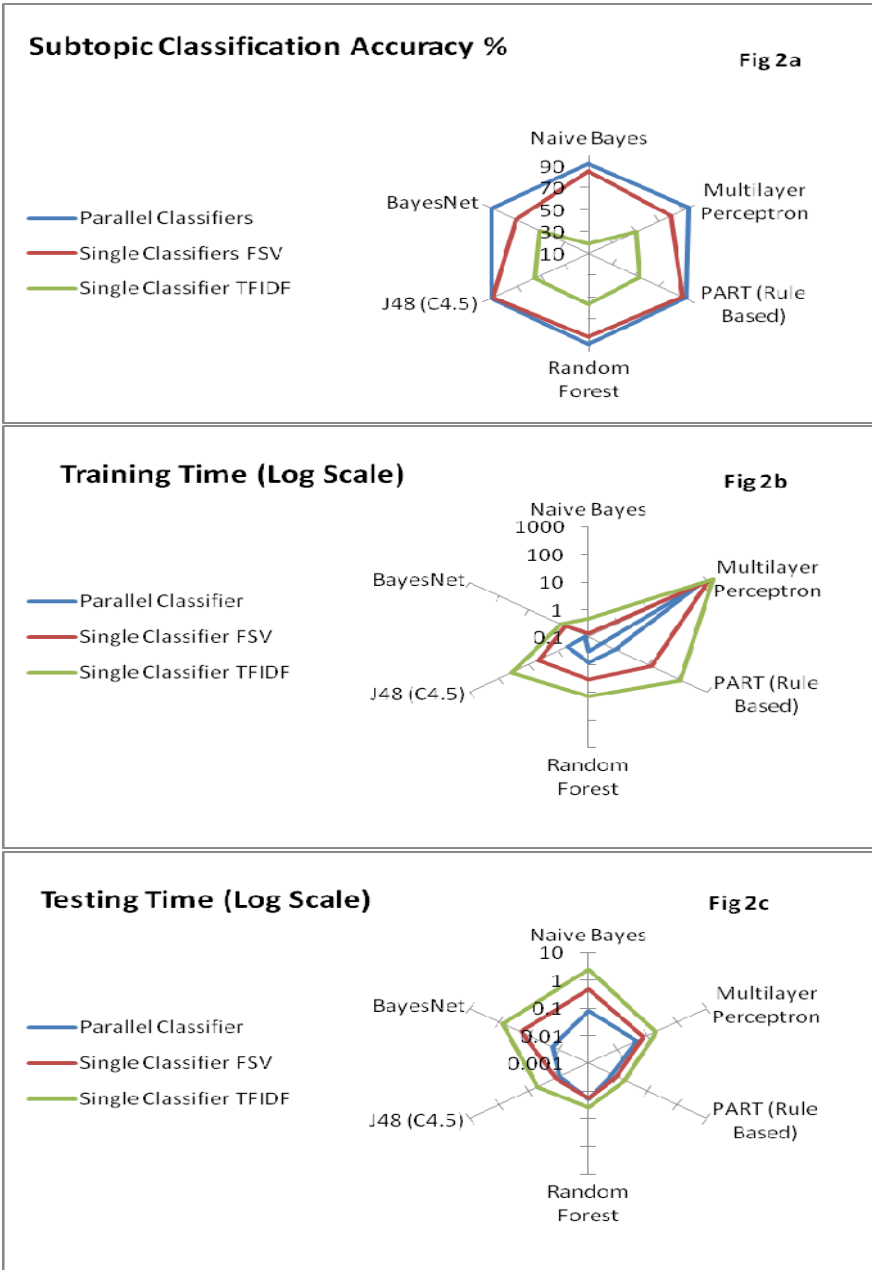 Subtopic Classification Accuracy %
Fig 2a
Naive Bayes
90
70
50
30
10
BayesNet
Multilayer
Perceptron
Parallel Classifiers
Single Classifiers FSV
Single Classifier TFIDF
J48 (C4.5)
PART (Rule
Based)
Random
Forest
Training Time (Log Scale)
Fig 2b
Naive Bayes
1000
100
10
1
0.1
BayesNet
Multilayer
Perceptron
Parallel Classifier
Single Classifier FSV
Single Classifier TFIDF
J48 (C4.5)
PART (Rule
Based)
Random
Forest
Testing Time (Log Scale)
Fig 2c
Naive Bayes
10
1
0.1
0.01
0.001
BayesNet
Multilayer
Perceptron
Parallel Classifier
Single Classifier FSV
Single Classifier TFIDF
J48 (C4.5)
PART (Rule
Based)
Random
Forest